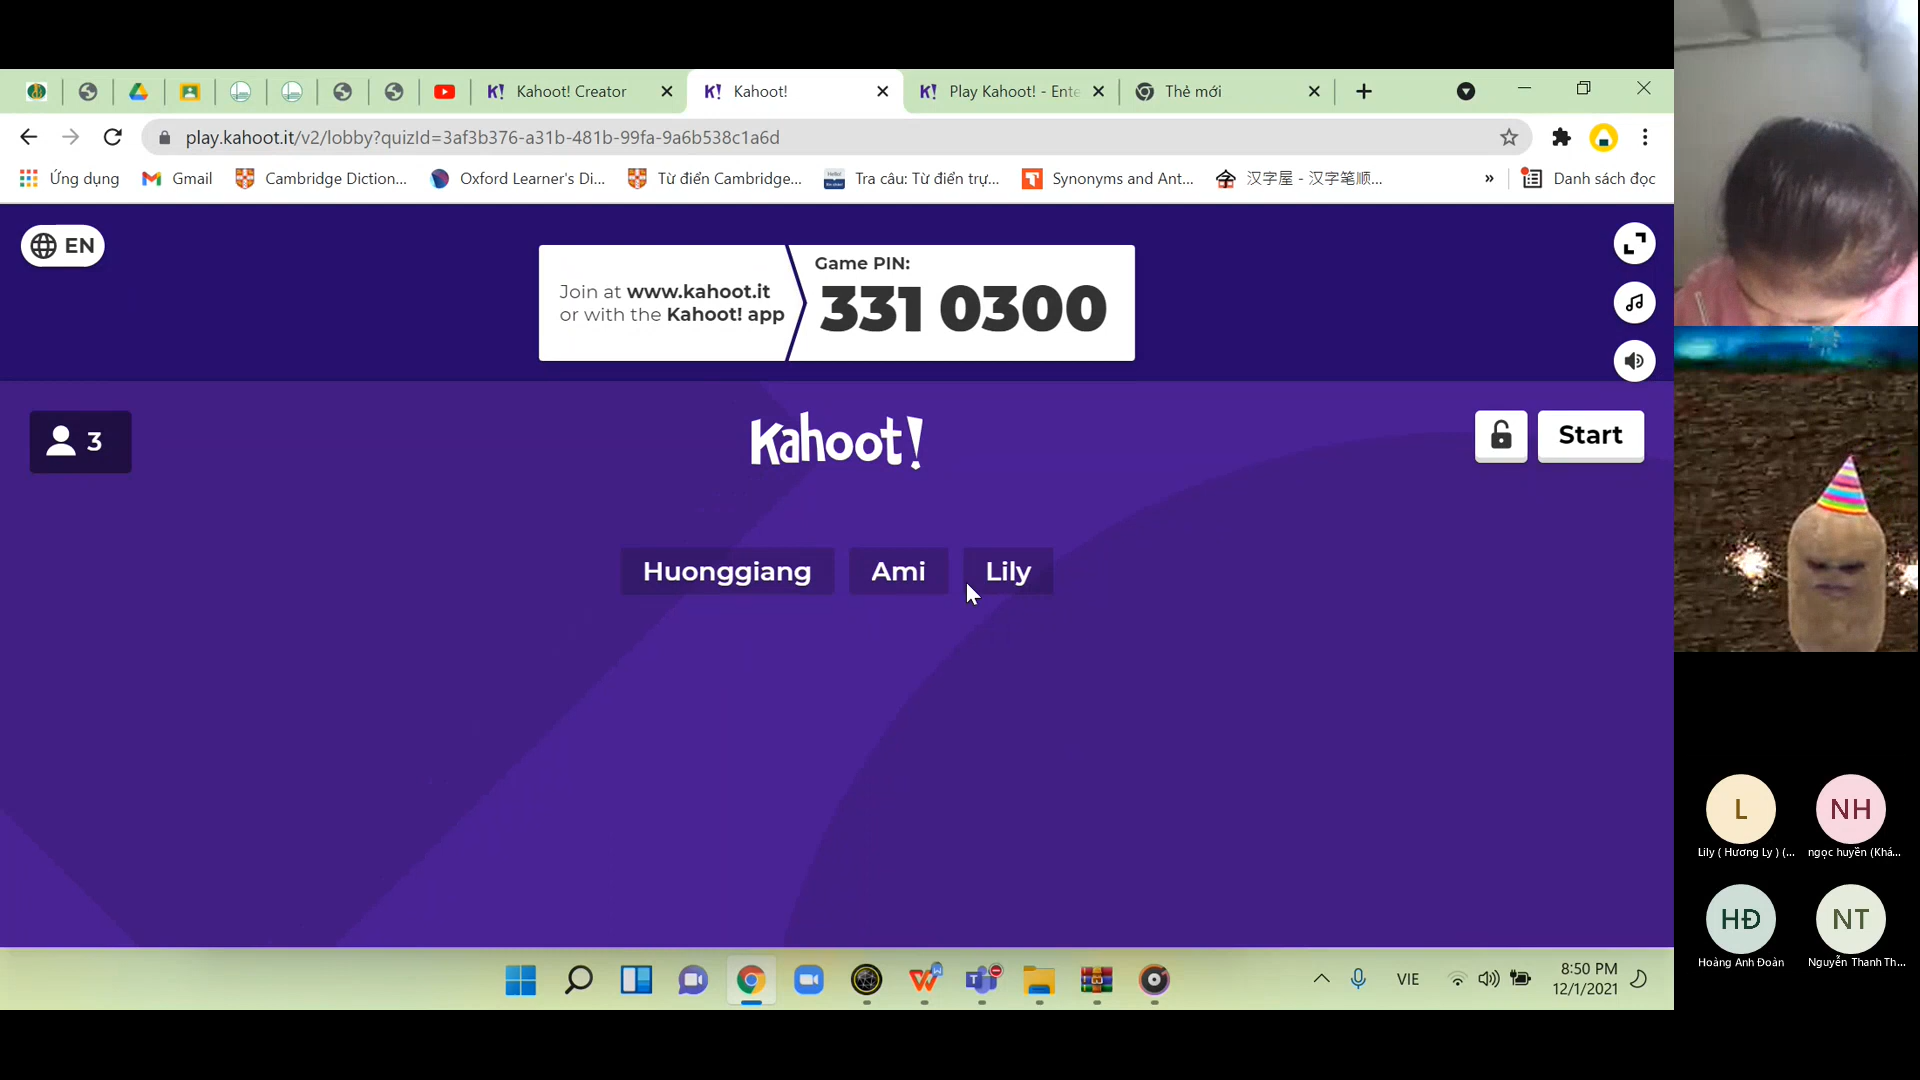 Kahoot! Creator
Kahoot!
Play Kahoot! - Ente
Thẻ mới
play.kahoot.it/v2/lobby?quizId=3af3b376-a31b-481b-99fa-9a6b538c1a6d
Ứng dụng
Gmail
Cambridge Diction...
Oxford Learner's Di...
Từ điển Cambridge...
Tra câu: Từ điển trự...
Synonyms and Ant...
汉字屋 - 汉字笔顺...
»
Danh sách đọc
EN
Join at www.kahoot.it
or with the Kahoot! app
Game PIN:
331 0300
3
Kahoot!
Start
Huonggiang
Ami
Lily
L
Lily ( Hương Ly ) (...
NH
ngọc huyền (Khá...
HĐ
Hoàng Anh Đoàn
NT
Nguyễn Thanh Th...
VIE
8:50 PM
12/1/2021